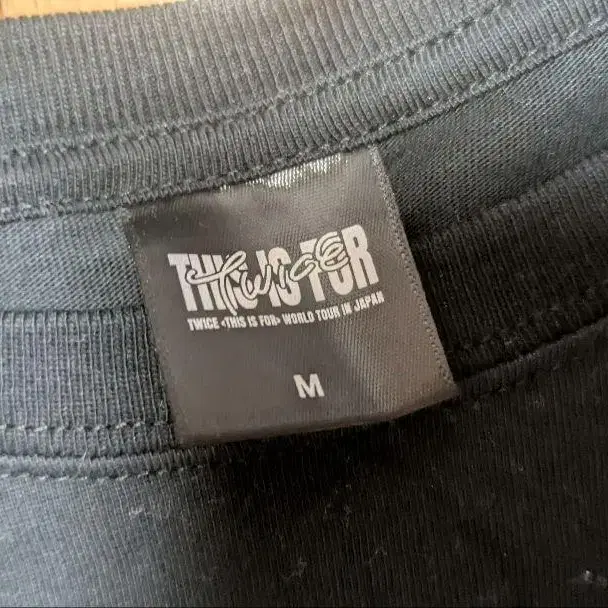 THIS IS FOR
Twice
TWICE <THIS IS FOR> WORLD TOUR IN JAPAN
M